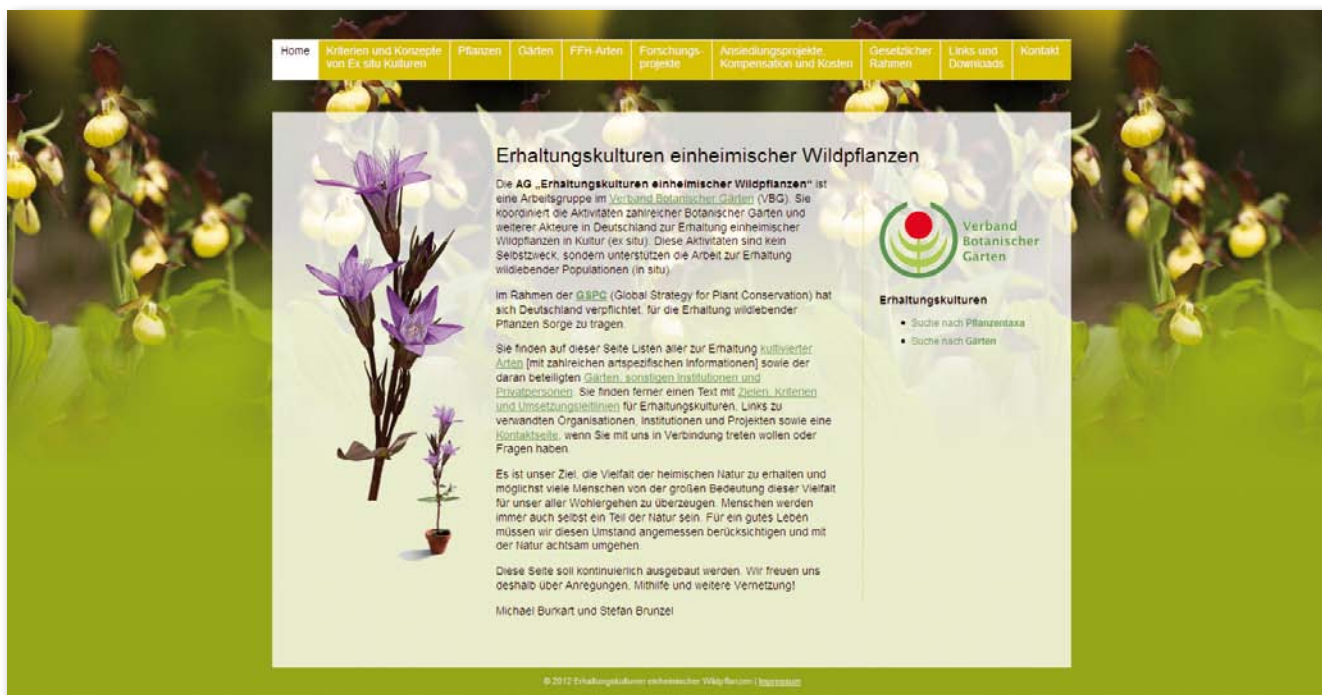 Home
Kriterien und Konzepte
von Ex situ Kulturen
Pflanzen
Gärten
FFH-Arten
Forschungs-
projekte
Ansiedlungsprojekte,
Kompensation und Kosten
Gesetzlicher
Rahmen
Links und
Downloads
Kontakt
Erhaltungskulturen einheimischer Wildpflanzen
Die AG „Erhaltungskulturen einheimischer Wildpflanzen“ ist
eine Arbeitsgruppe im Verband Botanischer Gärten (VBG). Sie
koordiniert die Aktivitäten zahlreicher Botanischer Gärten und
weiterer Akteure in Deutschland zur Erhaltung einheimischer
Wildpflanzen in Kultur (ex situ). Diese Aktivitäten sind kein
Selbstzweck, sondern unterstützen die Arbeit zur Erhaltung
wildlebender Populationen (in situ).
Im Rahmen der GSPC (Global Strategy for Plant Conservation) hat
sich Deutschland verpflichtet, für die Erhaltung wildlebender
Pflanzen Sorge zu tragen.
Sie finden auf dieser Seite Listen aller zur Erhaltung kultivierter
Arten [mit zahlreichen artspezifischen Informationen] sowie der
daran beteiligten Gärten, sonstigen Institutionen und
Privatpersonen. Sie finden ferner einen Text mit Zielen, Kriterien
und Umsetzungsleitlinien für Erhaltungskulturen, Links zu
verwandten Organisationen, Institutionen und Projekten sowie eine
Kontaktseite, wenn Sie mit uns in Verbindung treten wollen oder
Fragen haben.
Es ist unser Ziel, die Vielfalt der heimischen Natur zu erhalten und
möglichst viele Menschen von der großen Bedeutung dieser Vielfalt
für unser aller Wohlergehen zu überzeugen. Menschen werden
immer auch selbst ein Teil der Natur sein. Für ein gutes Leben
müssen wir diesen Umstand angemessen berücksichtigen und mit
der Natur achtsam umgehen.
Diese Seite soll kontinuierlich ausgebaut werden. Wir freuen uns
deshalb über Anregungen, Mithilfe und weitere Vernetzung!
Michael Burkart und Stefan Brunzel
Verband
Botanischer
Gärten
Erhaltungskulturen
• Suche nach Pflanzentaxa
• Suche nach Gärten
© 2012 Erhaltungskulturen einheimischer Wildpflanzen | Impressum